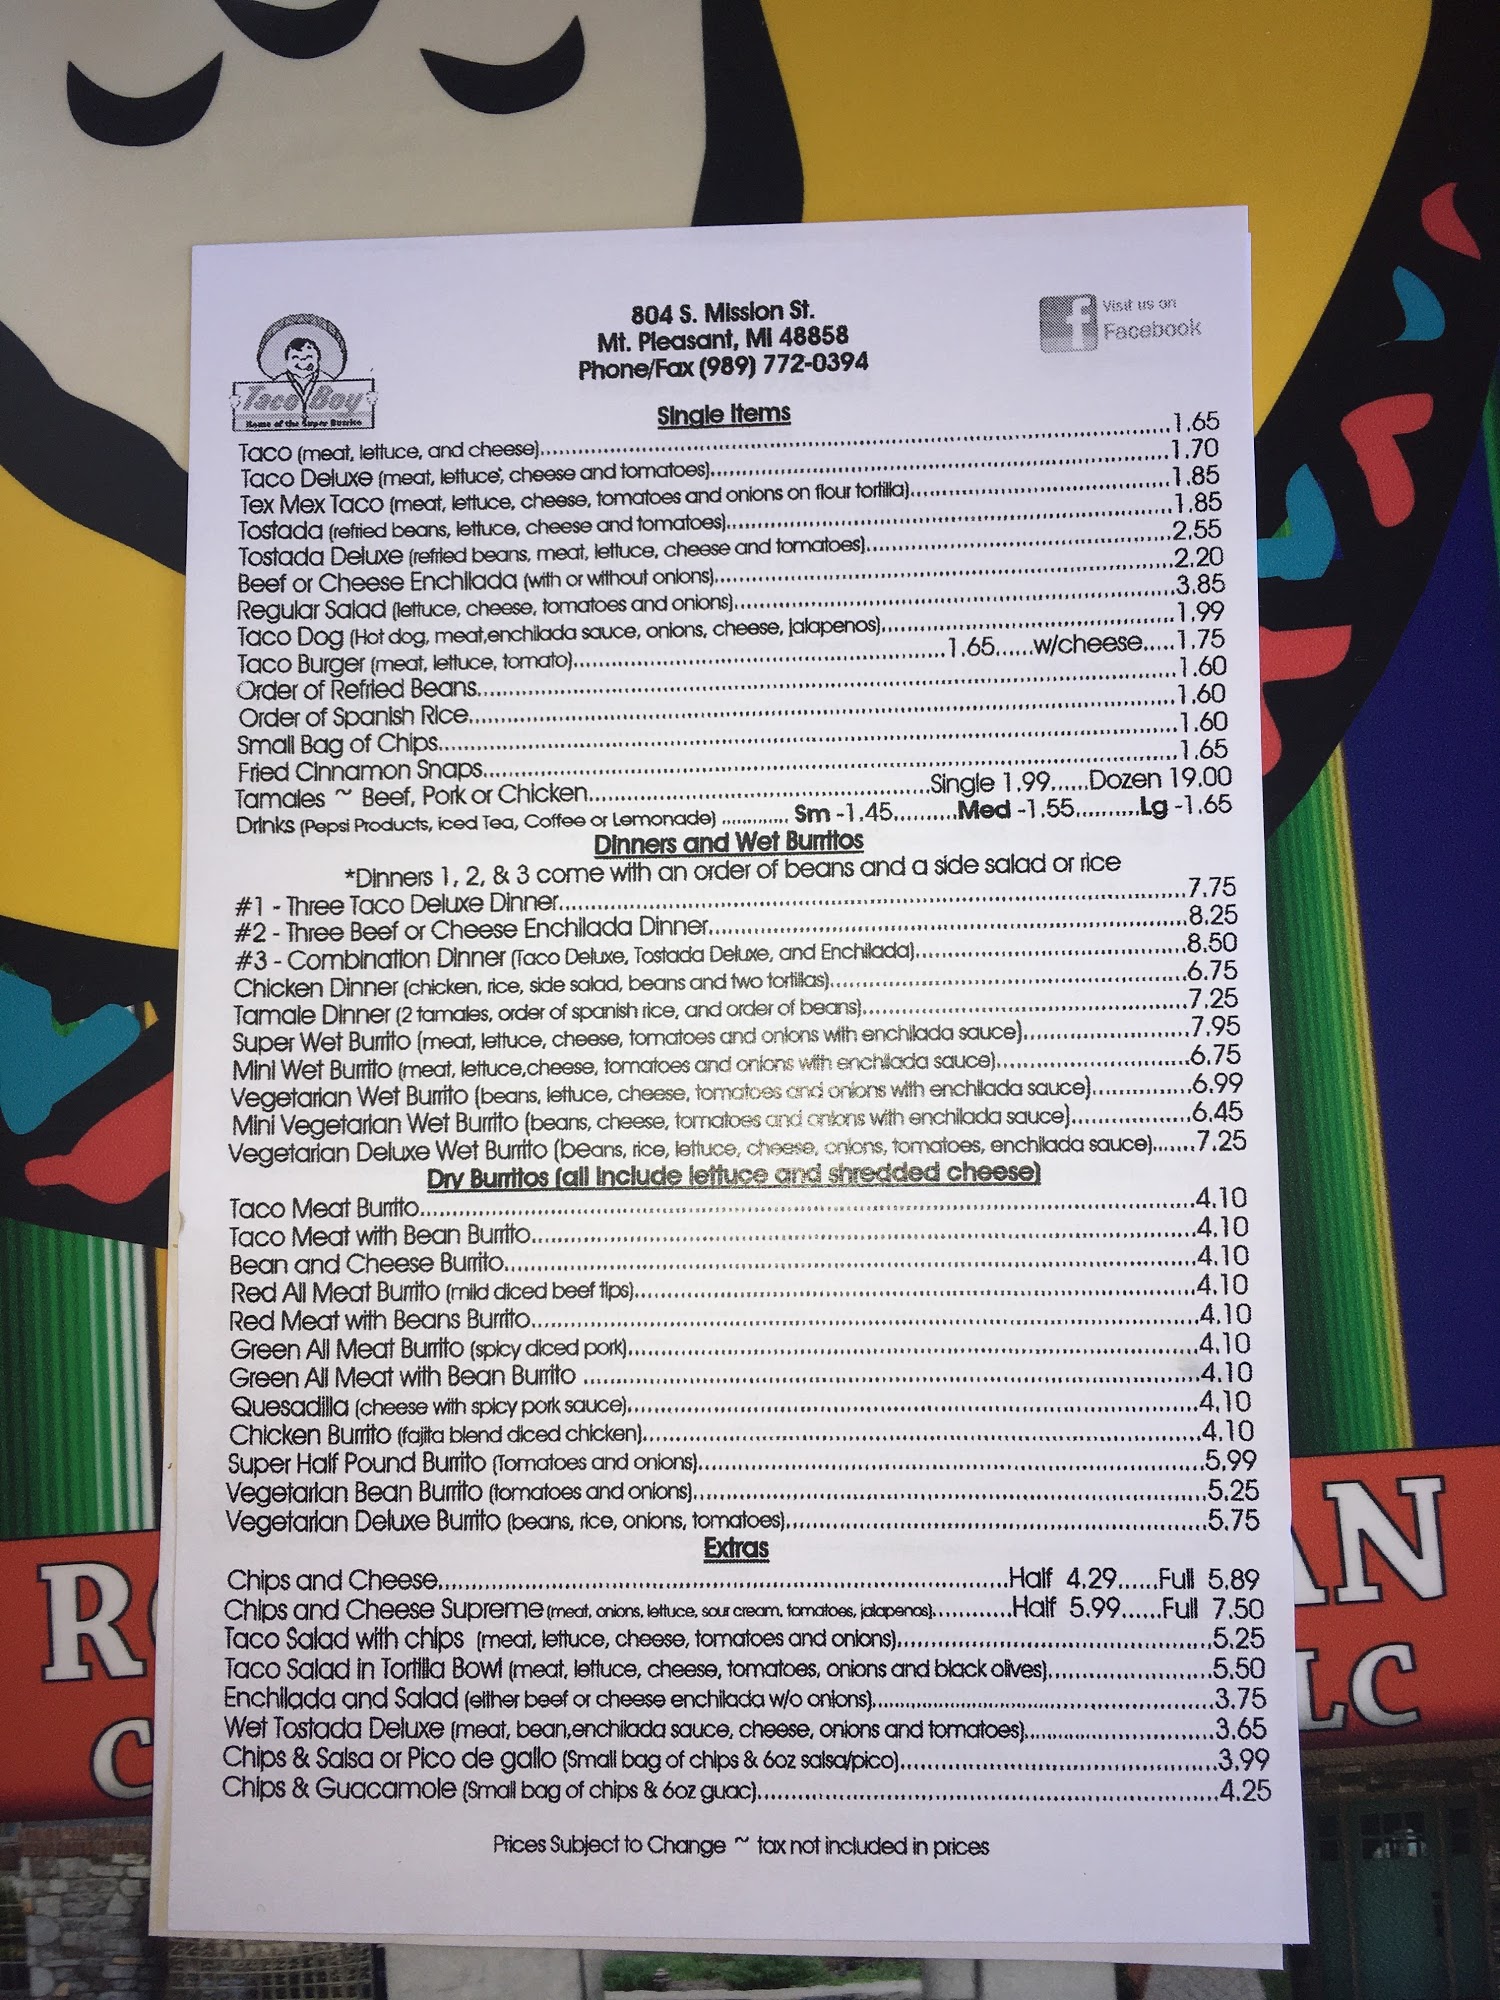 804 S. Mission St.
Mt. Pleasant, MI 48858
Phone/Fax (989) 772-0394
Visit us on
Facebook
Taco Boy
Home of the Super Burrito
Single Items
Taco (meat, lettuce, and cheese)......1.65
Taco Deluxe (meat, lettuce, cheese and tomatoes)......1.70
Tex Mex Taco (meat, lettuce, cheese, tomatoes and onions on flour tortilla)......1.85
Tostada (refried beans, lettuce, cheese and tomatoes)......1.85
Tostada Deluxe (refried beans, meat, lettuce, cheese and tomatoes)......2.55
Beef or Cheese Enchilada (with or without onions)......2.20
Regular Salad (lettuce, cheese, tomatoes and onions)......3.85
Taco Dog (Hot dog, meat,enchilada sauce, onions, cheese, jalapenos)......1.99
Taco Burger (meat, lettuce, tomato)......1.65......w/cheese.....1.75
Order of Refried Beans......1.60
Order of Spanish Rice......1.60
Small Bag of Chips......1.60
Fried Cinnamon Snaps......1.65
Tamales ~ Beef, Pork or Chicken......Single 1.99......Dozen 19.00
Drinks (Pepsi Products, iced Tea, Coffee or Lemonade) ............. Sm -1.45..........Med -1.55..........Lg -1.65
Dinners and Wet Burritos
*Dinners 1, 2, & 3 come with an order of beans and a side salad or rice
#1 - Three Taco Deluxe Dinner......7.75
#2 - Three Beef or Cheese Enchilada Dinner......8.25
#3 - Combination Dinner (Taco Deluxe, Tostada Deluxe, and Enchilada)......8.50
Chicken Dinner (chicken, rice, side salad, beans and two tortillas)......6.75
Tamale Dinner (2 tamales, order of spanish rice, and order of beans)......7.25
Super Wet Burrito (meat, lettuce, cheese, tomatoes and onions with enchilada sauce)......7.95
Mini Wet Burrito (meat, lettuce,cheese, tomatoes and onions with enchilada sauce)......6.75
Vegetarian Wet Burrito (beans, lettuce, cheese, tomatoes and onions with enchilada sauce)......6.99
Mini Vegetarian Wet Burrito (beans, cheese, tomatoes and onions with enchilada sauce)......6.45
Vegetarian Deluxe Wet Burrito (beans, rice, lettuce, cheese, onions, tomatoes, enchilada sauce)......7.25
Dry Burritos (all include lettuce and shredded cheese)
Taco Meat Burrito......4.10
Taco Meat with Bean Burrito......4.10
Bean and Cheese Burrito......4.10
Red All Meat Burrito (mild diced beef tips)......4.10
Red Meat with Beans Burrito......4.10
Green All Meat Burrito (spicy diced pork)......4.10
Green All Meat with Bean Burrito ......4.10
Quesadilla (cheese with spicy pork sauce)......4.10
Chicken Burrito (fajita blend diced chicken)......4.10
Super Half Pound Burrito (Tomatoes and onions)......5.99
Vegetarian Bean Burrito (tomatoes and onions)......5.25
Vegetarian Deluxe Burrito (beans, rice, onions, tomatoes)......5.75
Extras
Chips and Cheese......Half 4.29......Full 5.89
Chips and Cheese Supreme (meat, onions, lettuce, sour cream, tomatoes, jalapenos)......Half 5.99......Full 7.50
Taco Salad with chips (meat, lettuce, cheese, tomatoes and onions)......5.25
Taco Salad in Tortilla Bowl (meat, lettuce, cheese, tomatoes, onions and black olives)......5.50
Enchilada and Salad (either beef or cheese enchilada w/o onions)......3.75
Wet Tostada Deluxe (meat, bean,enchilada sauce, cheese, onions and tomatoes)......3.65
Chips & Salsa or Pico de gallo (Small bag of chips & 6oz salsa/pico)......3.99
Chips & Guacamole (Small bag of chips & 6oz guac)......4.25
Prices Subject to Change ~ tax not included in prices